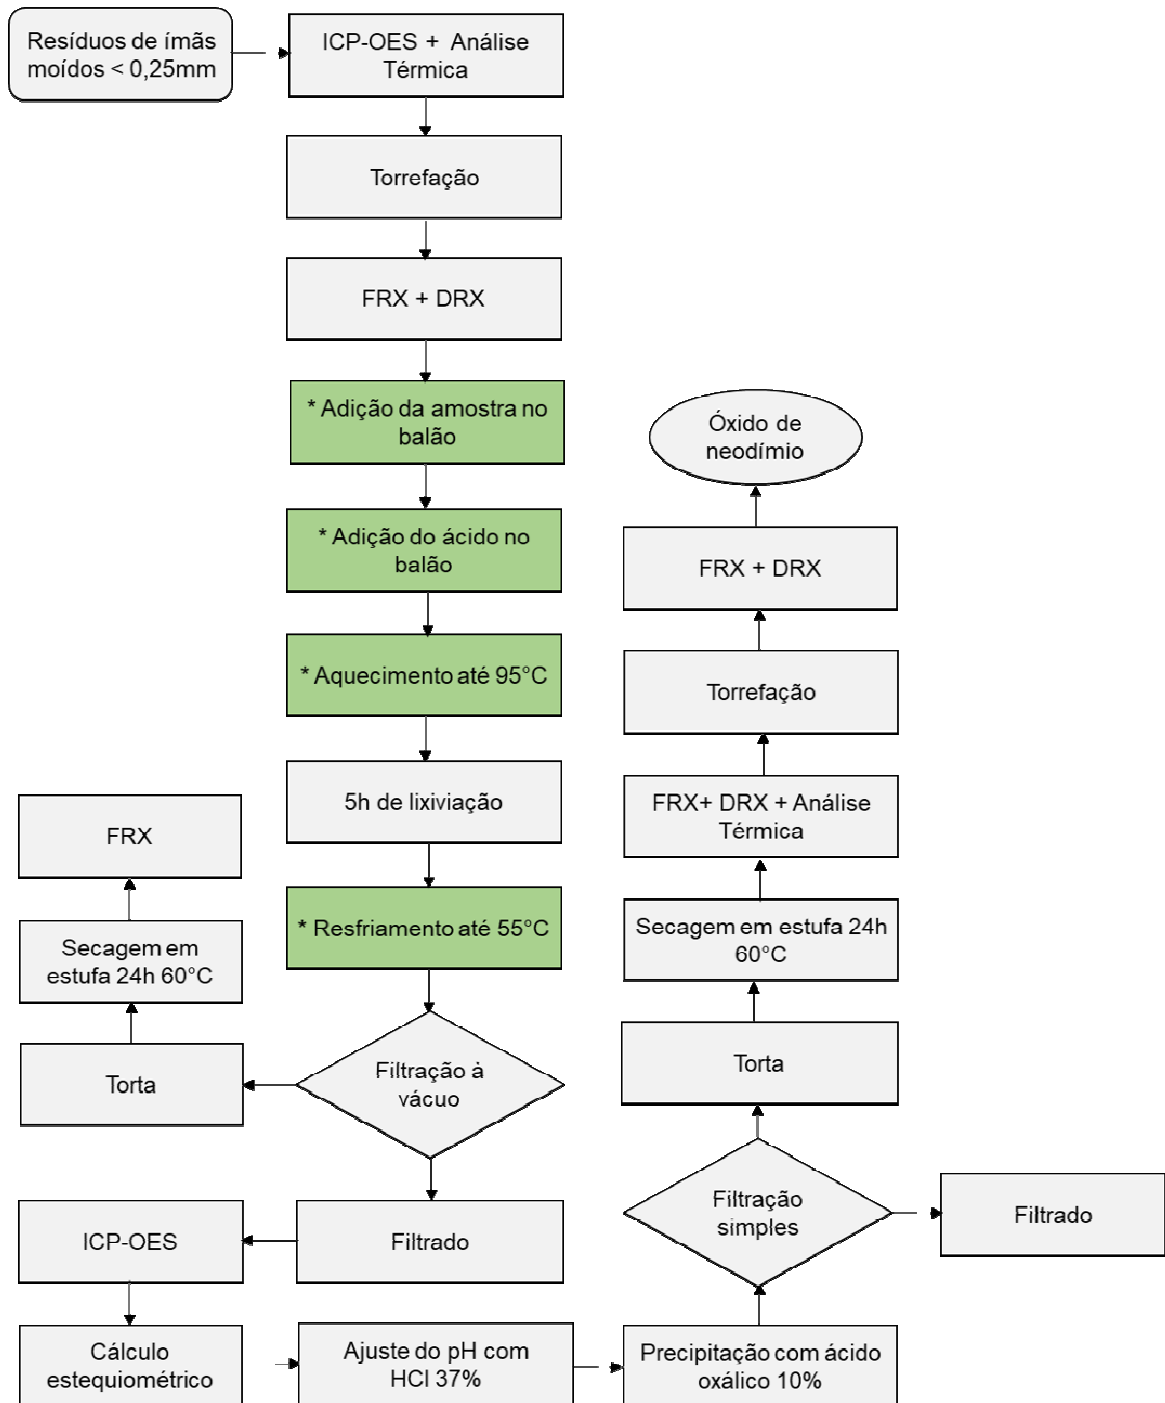 Resíduos de ímãs
moídos < 0,25mm
ICP-OES + Análise
Térmica
Torrefação
FRX + DRX
* Adição da amostra no
balão
* Adição do ácido no
balão
* Aquecimento até 95°C
5h de lixiviação
* Resfriamento até 55°C
Filtração à
vácuo
Torta
Secagem em
estufa 24h 60°C
FRX
Filtrado
ICP-OES
Cálculo
estequiométrico
Ajuste do pH com
HCl 37%
Precipitação com ácido
oxálico 10%
Filtração
simples
Filtrado
Torta
Secagem em estufa 24h
60°C
FRX+ DRX + Análise
Térmica
Torrefação
FRX + DRX
Óxido de
neodímio